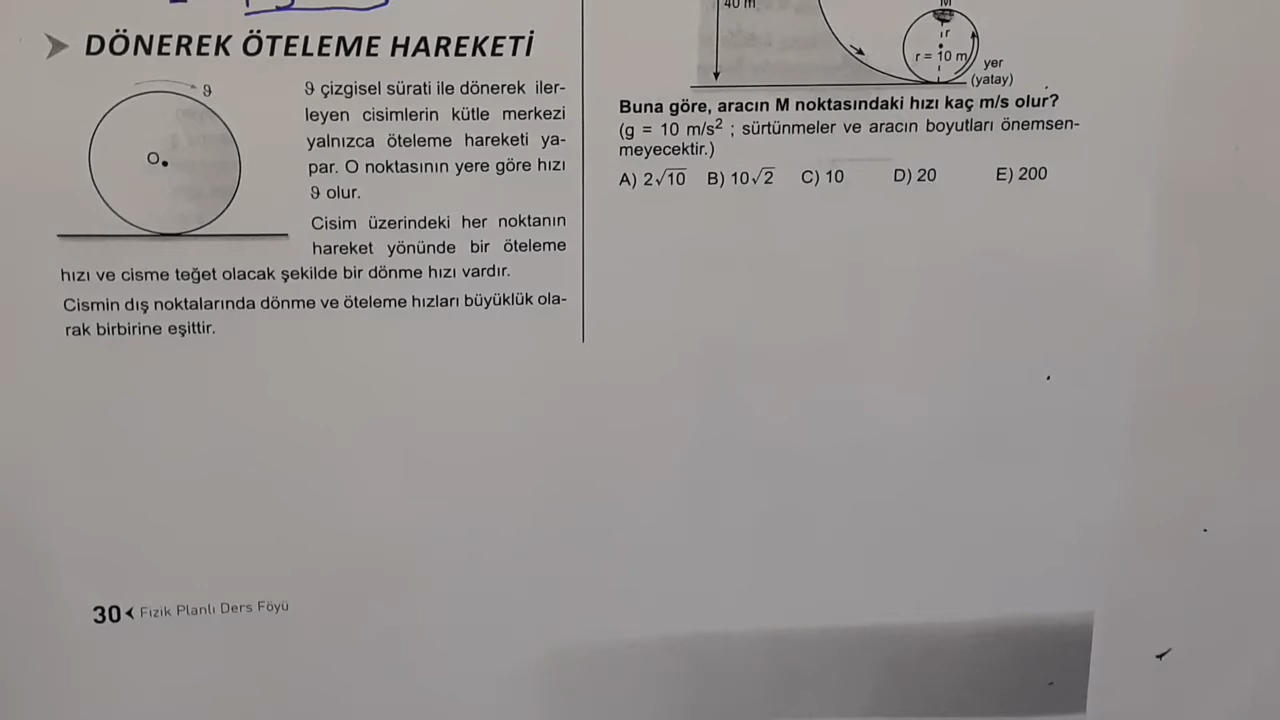 DÖNEREK ÖTELEME HAREKETİ
ϑ
O
ϑ çizgisel sürati ile dönerek iler-
leyen cisimlerin kütle merkezi
yalnızca öteleme hareketi ya-
par. O noktasının yere göre hızı
ϑ olur.
Cisim üzerindeki her noktanın
hareket yönünde bir öteleme
hızı ve cisme teğet olacak şekilde bir dönme hızı vardır.
Cismin dış noktalarında dönme ve öteleme hızları büyüklük ola-
rak birbirine eşittir.
30 Fizik Planlı Ders Föyü
40 m
M
r
r = 10 m
yer
(yatay)
Buna göre, aracın M noktasındaki hızı kaç m/s olur?
(g = 10 m/s² ; sürtünmeler ve aracın boyutları önemsen-
meyecektir.)
A) 2√10 B) 10√2 C) 10 D) 20 E) 200